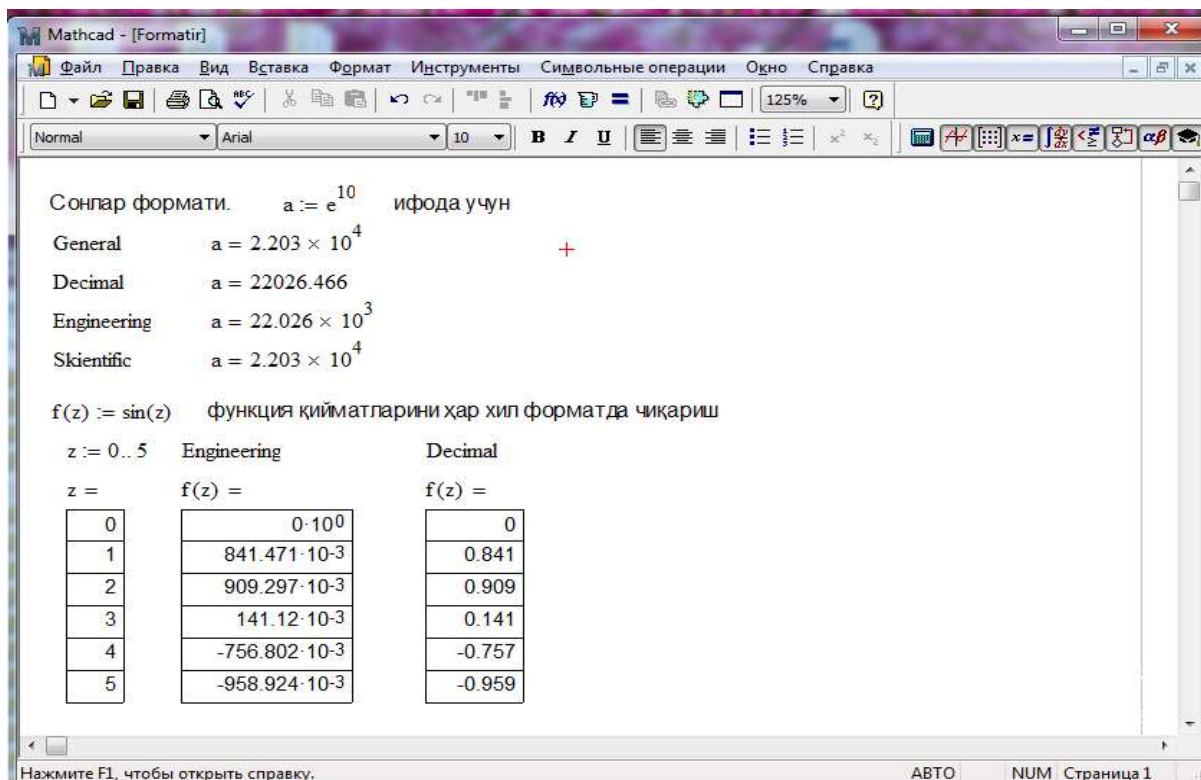 Mathcad - [Formatir]
Файл Правка Вид Вставка Формат Инструменты Символьные операции Окно Справка
125%
Normal Arial 10 B I U
Сонлар формати. a := e^10 ифода учун
General a = 2.203 × 10^4
Decimal a = 22026.466
Engineering a = 22.026 × 10^3
Skientific a = 2.203 × 10^4
f(z) := sin(z) функция қийматларини ҳар хил форматда чиқариш
z := 0.. 5 Engineering Decimal
z = f(z) = f(z) =
0 0·10^0 0
1 841.471·10^-3 0.841
2 909.297·10^-3 0.909
3 141.12·10^-3 0.141
4 -756.802·10^-3 -0.757
5 -958.924·10^-3 -0.959
Нажмите F1, чтобы открыть справку. АВТО NUM Страница 1